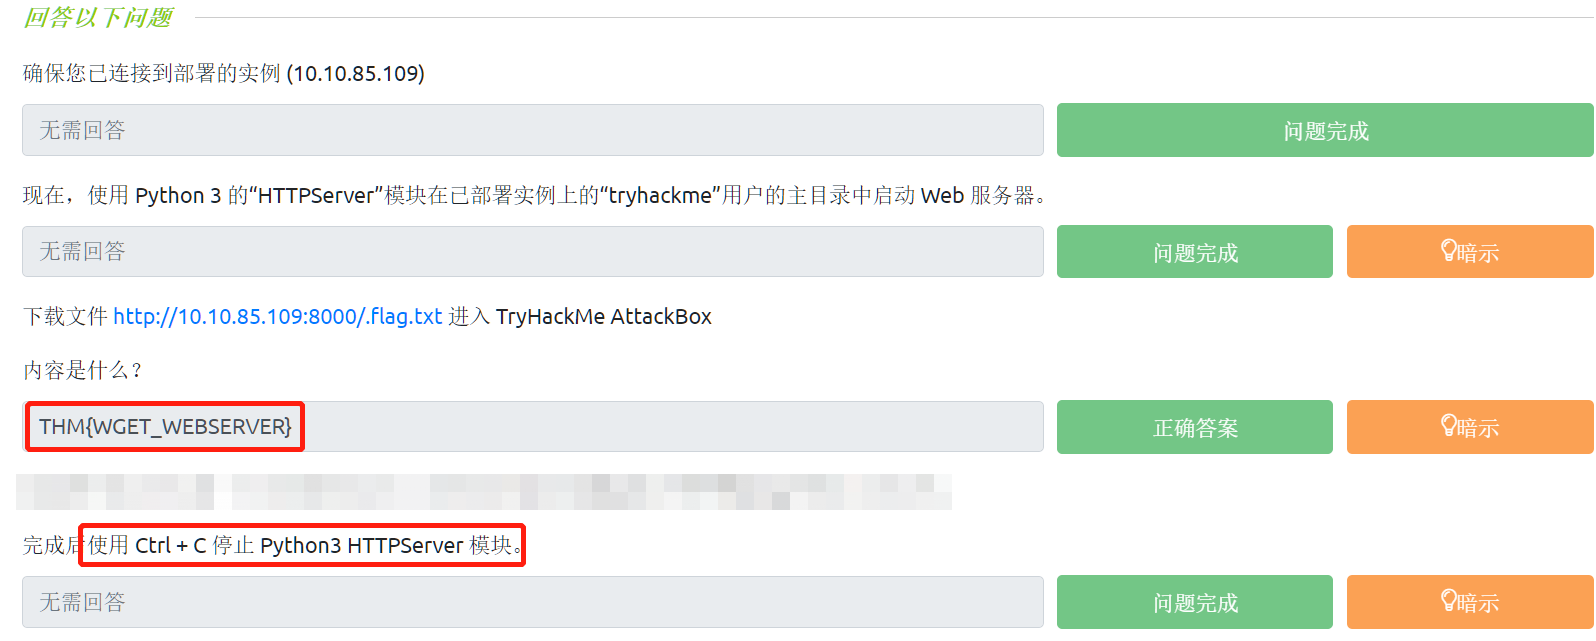 回答以下问题
确保您已连接到部署的实例 (10.10.85.109)
无需回答
问题完成
现在，使用 Python 3 的“HTTPServer”模块在已部署实例上的“tryhackme”用户的主目录中启动 Web 服务器。
无需回答
问题完成
暗示
下载文件 http://10.10.85.109:8000/.flag.txt 进入 TryHackMe AttackBox
内容是什么？
THM{WGET_WEBSERVER}
正确答案
暗示
完成后使用 Ctrl + C 停止 Python3 HTTPServer 模块。
无需回答
问题完成
暗示